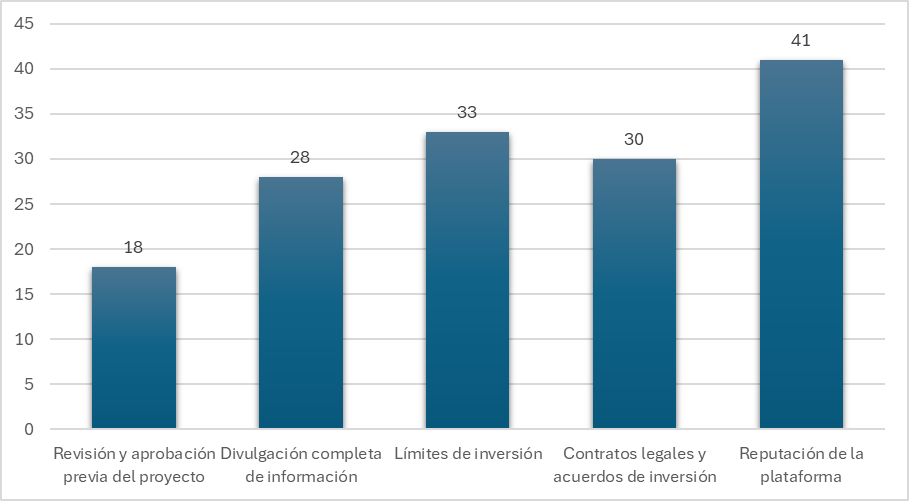 45
40
35
30
25
20
15
10
5
0
18
28
33
30
41
Revisión y aprobación
previa del proyecto
Divulgación completa
de información
Límites de inversión
Contratos legales y
acuerdos de inversión
Reputación de la
plataforma